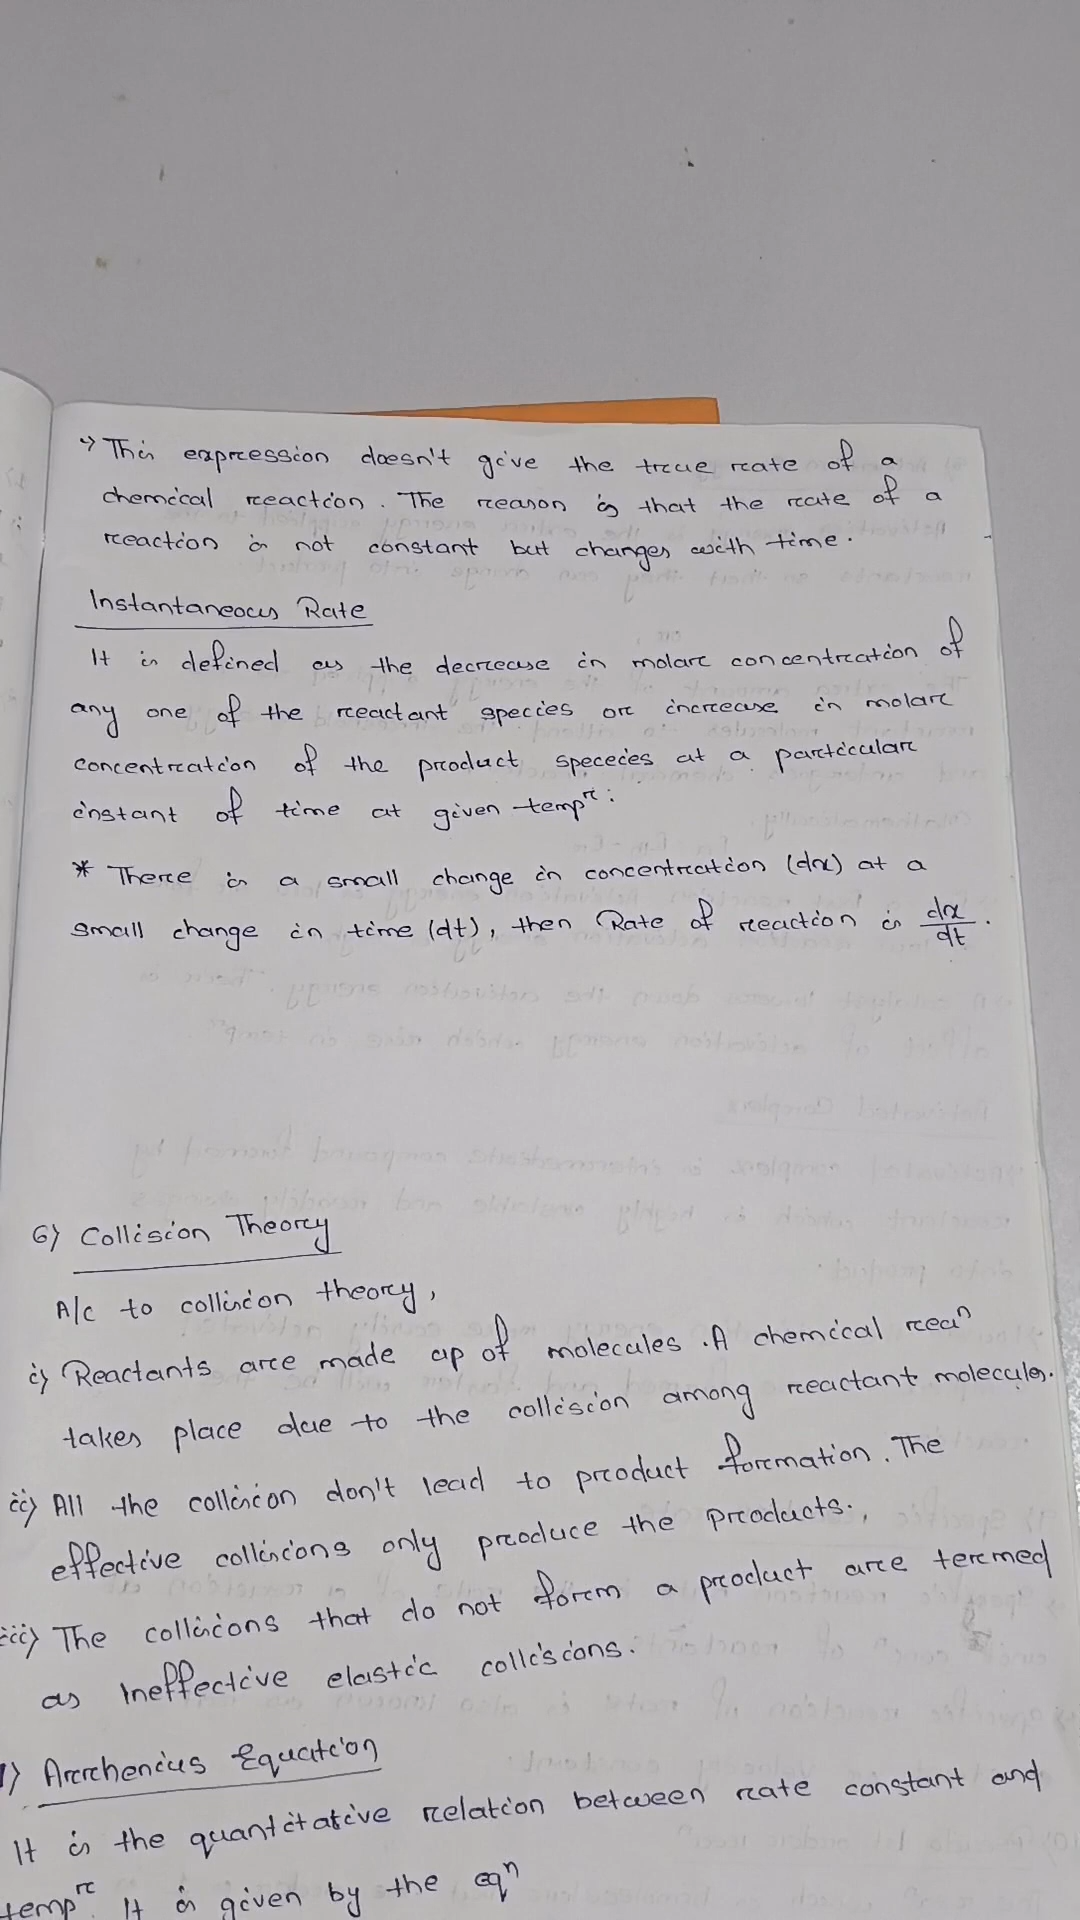 → This expression doesn't give the true rate of a
chemical reaction. The reason is that the rate of a
reaction is not constant but changes with time.
Instantaneous Rate
It is defined as the decrease in molar concentration of
any one of the reactant species or increase in molar
concentration of the product speceies at a particular
instant of time at given tempr:
* There is a small change in concentration (dx) at a
small change in time (dt), then Rate of reaction is dx/dt.
6) Collision Theory
A/c to collision theory,
i) Reactants are made up of molecules. A chemical rean
takes place due to the collision among reactant molecules.
ii) All the collision don't lead to product formation. The
effective collisions only produce the products.
iii) The collisions that do not form a product are termed
as Ineffective elastic collisions.
) Arrhenius Equation
It is the quantitative relation between rate constant and
tempr. It is given by the eqn